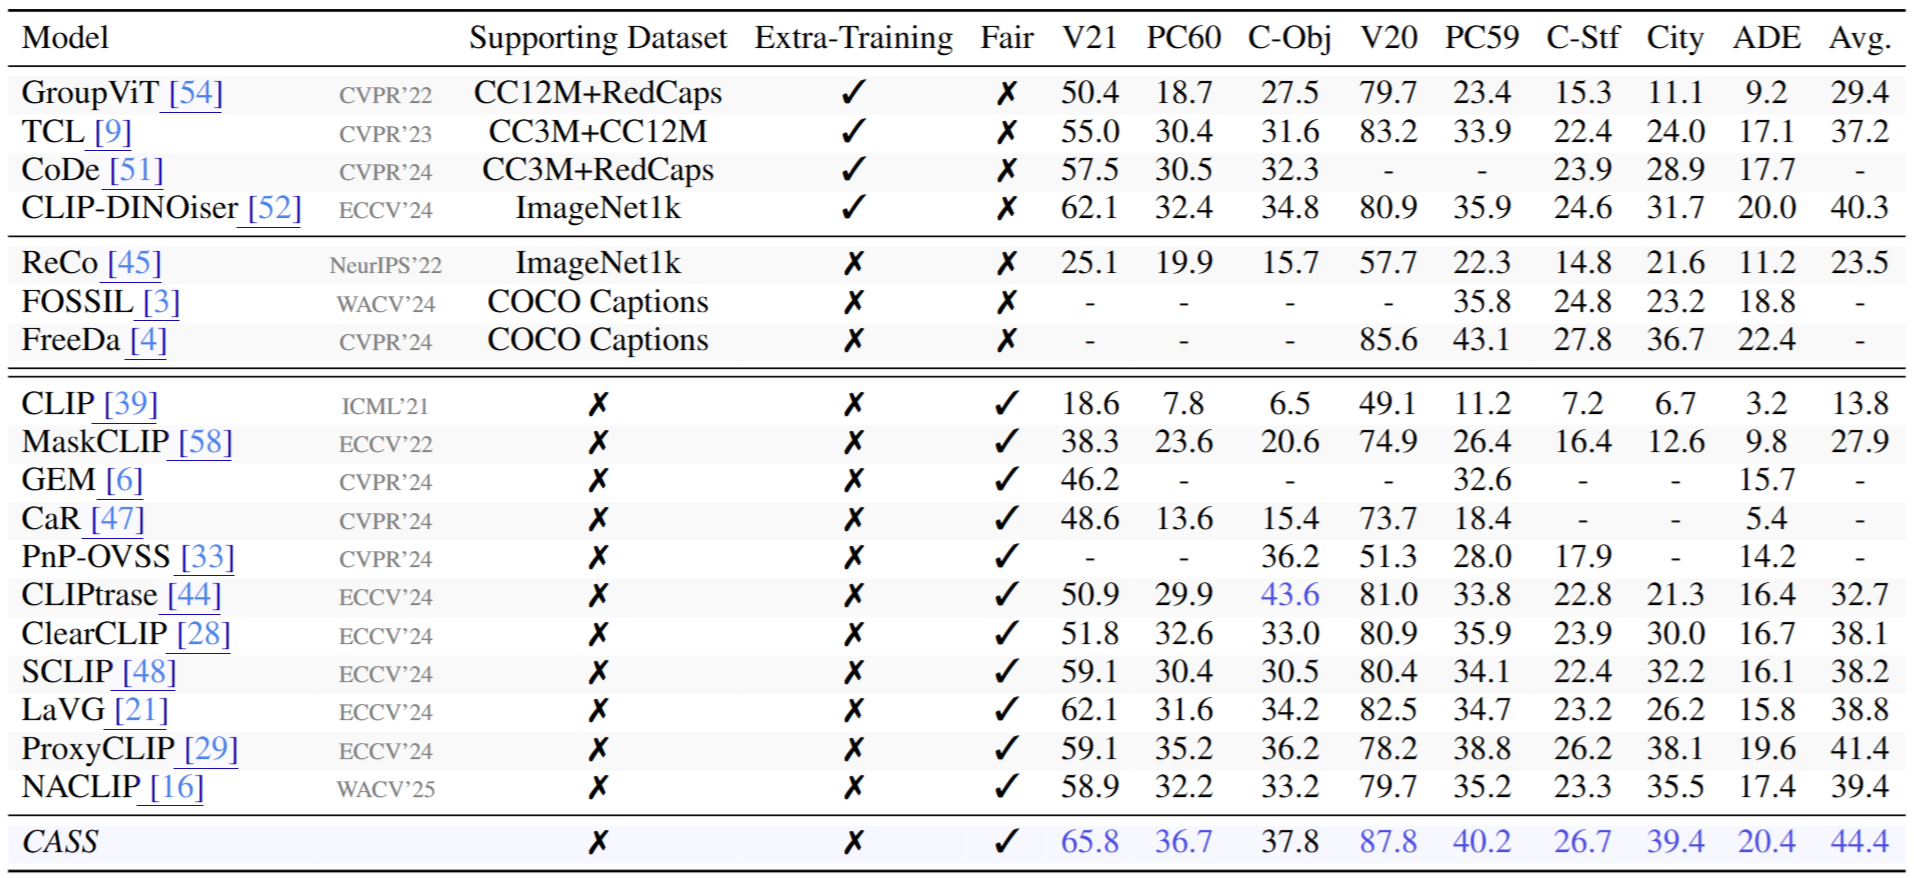 Model Supporting Dataset Extra-Training Fair V21 PC60 C-Obj V20 PC59 C-Stf City ADE Avg.
GroupViT [54] CVPR'22 CC12M+RedCaps ✓ ✗ 50.4 18.7 27.5 79.7 23.4 15.3 11.1 9.2 29.4
TCL [9] CVPR'23 CC3M+CC12M ✓ ✗ 55.0 30.4 31.6 83.2 33.9 22.4 24.0 17.1 37.2
CoDe [51] CVPR'24 CC3M+RedCaps ✓ ✗ 57.5 30.5 32.3 - - 23.9 28.9 17.7 -
CLIP-DINOiser [52] ECCV'24 ImageNet1k ✓ ✗ 62.1 32.4 34.8 80.9 35.9 24.6 31.7 20.0 40.3
ReCo [45] NeurIPS'22 ImageNet1k ✗ ✗ 25.1 19.9 15.7 57.7 22.3 14.8 21.6 11.2 23.5
FOSSIL [3] WACV'24 COCO Captions ✗ ✗ - - - - 35.8 24.8 23.2 18.8 -
FreeDa [4] CVPR'24 COCO Captions ✗ ✗ - - - 85.6 43.1 27.8 36.7 22.4 -
CLIP [39] ICML'21 ✗ ✗ ✓ 18.6 7.8 6.5 49.1 11.2 7.2 6.7 3.2 13.8
MaskCLIP [58] ECCV'22 ✗ ✗ ✓ 38.3 23.6 20.6 74.9 26.4 16.4 12.6 9.8 27.9
GEM [6] CVPR'24 ✗ ✗ ✓ 46.2 - - - 32.6 - - 15.7 -
CaR [47] CVPR'24 ✗ ✗ ✓ 48.6 13.6 15.4 73.7 18.4 - - 5.4 -
PnP-OVSS [33] CVPR'24 ✗ ✗ ✓ - - 36.2 51.3 28.0 17.9 - 14.2 -
CLIPtrase [44] ECCV'24 ✗ ✗ ✓ 50.9 29.9 43.6 81.0 33.8 22.8 21.3 16.4 32.7
ClearCLIP [28] ECCV'24 ✗ ✗ ✓ 51.8 32.6 33.0 80.9 35.9 23.9 30.0 16.7 38.1
SCLIP [48] ECCV'24 ✗ ✗ ✓ 59.1 30.4 30.5 80.4 34.1 22.4 32.2 16.1 38.2
LaVG [21] ECCV'24 ✗ ✗ ✓ 62.1 31.6 34.2 82.5 34.7 23.2 26.2 15.8 38.8
ProxyCLIP [29] ECCV'24 ✗ ✗ ✓ 59.1 35.2 36.2 78.2 38.8 26.2 38.1 19.6 41.4
NACLIP [16] WACV'25 ✗ ✗ ✓ 58.9 32.2 33.2 79.7 35.2 23.3 35.5 17.4 39.4
CASS ✗ ✗ ✓ 65.8 36.7 37.8 87.8 40.2 26.7 39.4 20.4 44.4